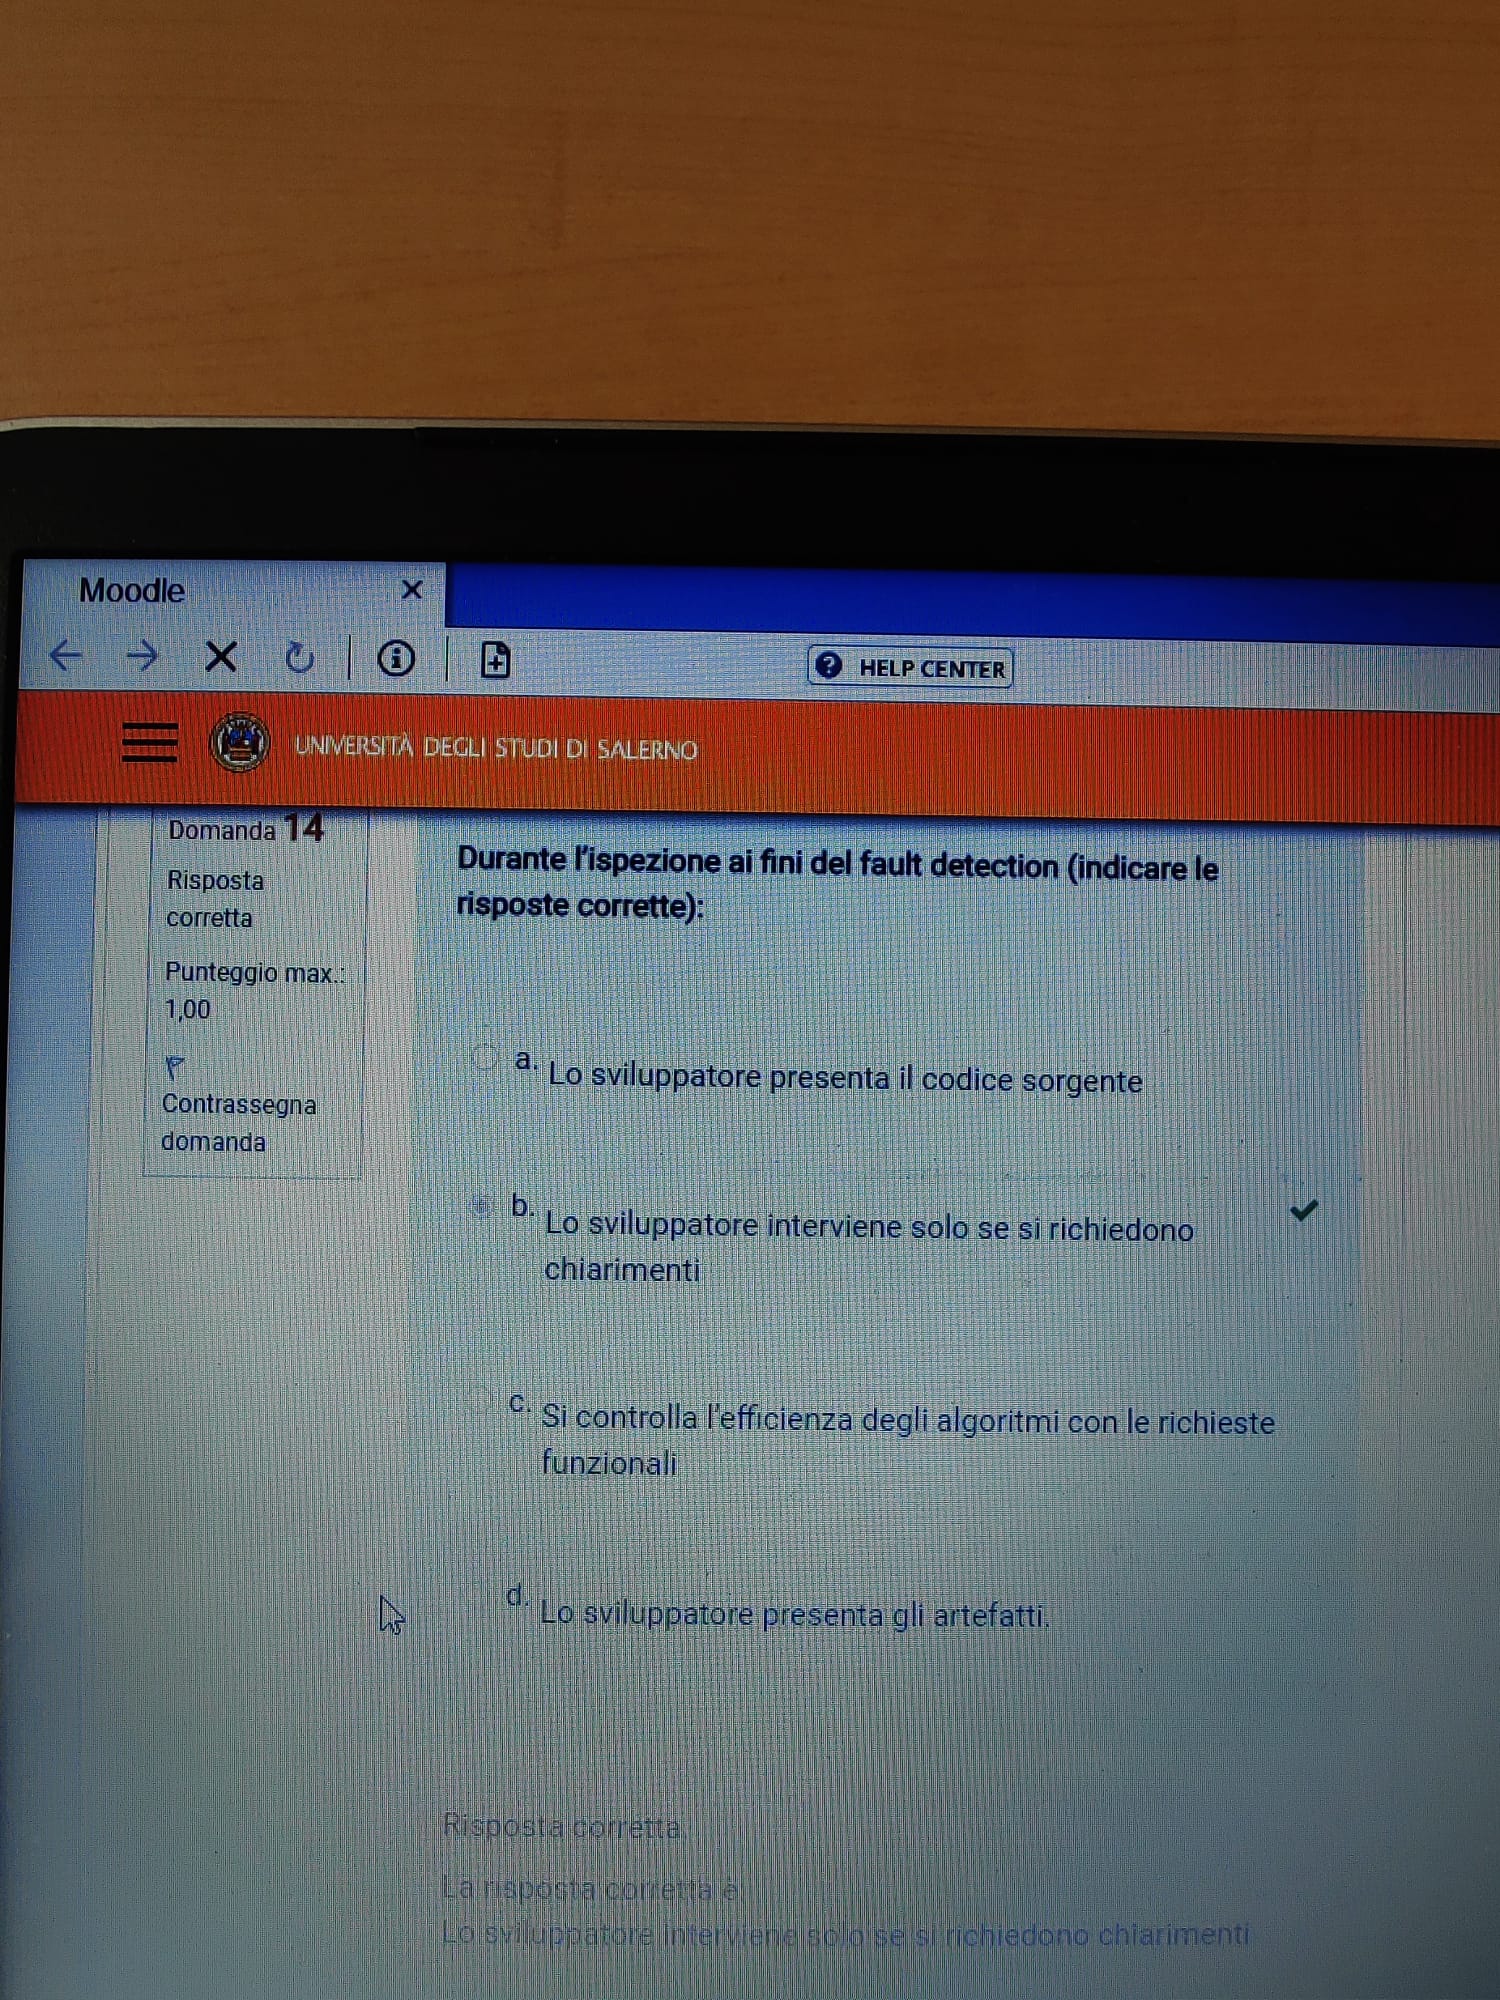 Moodle
HELP CENTER
UNIVERSITÀ DEGLI STUDI DI SALERNO
Domanda 14
Risposta
corretta
Punteggio max.:
1,00
Contrassegna
domanda
Durante l'ispezione ai fini del fault detection (indicare le
risposte corrette):
a. Lo sviluppatore presenta il codice sorgente
b. Lo sviluppatore interviene solo se si richiedono
chiarimenti
c. Si controlla l'efficienza degli algoritmi con le richieste
funzionali
d. Lo sviluppatore presenta gli artefatti.
Risposta corretta.
La risposta corretta è:
Lo sviluppatore interviene solo se si richiedono chiarimenti